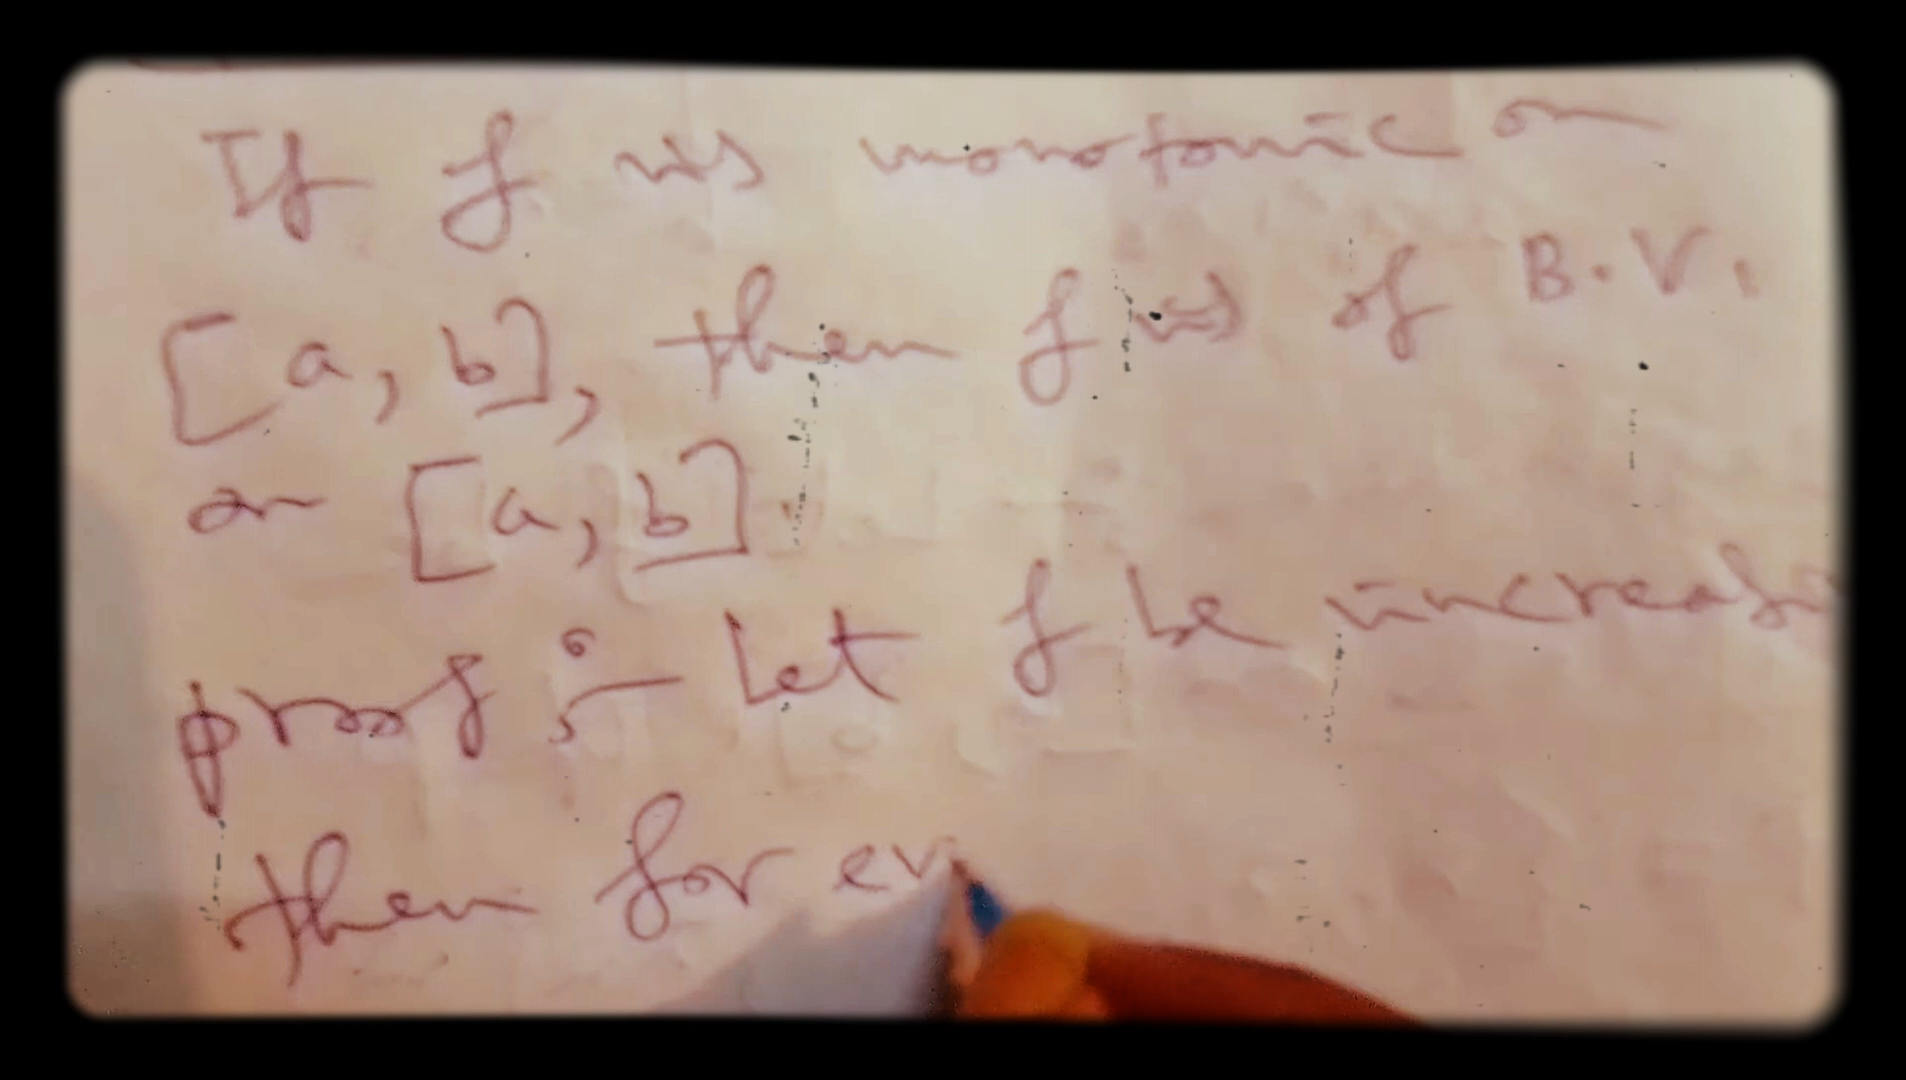 If f is monotonic on
[a, b], then f is of B.V.
on [a, b]
proof :- Let f be increas
then for ev